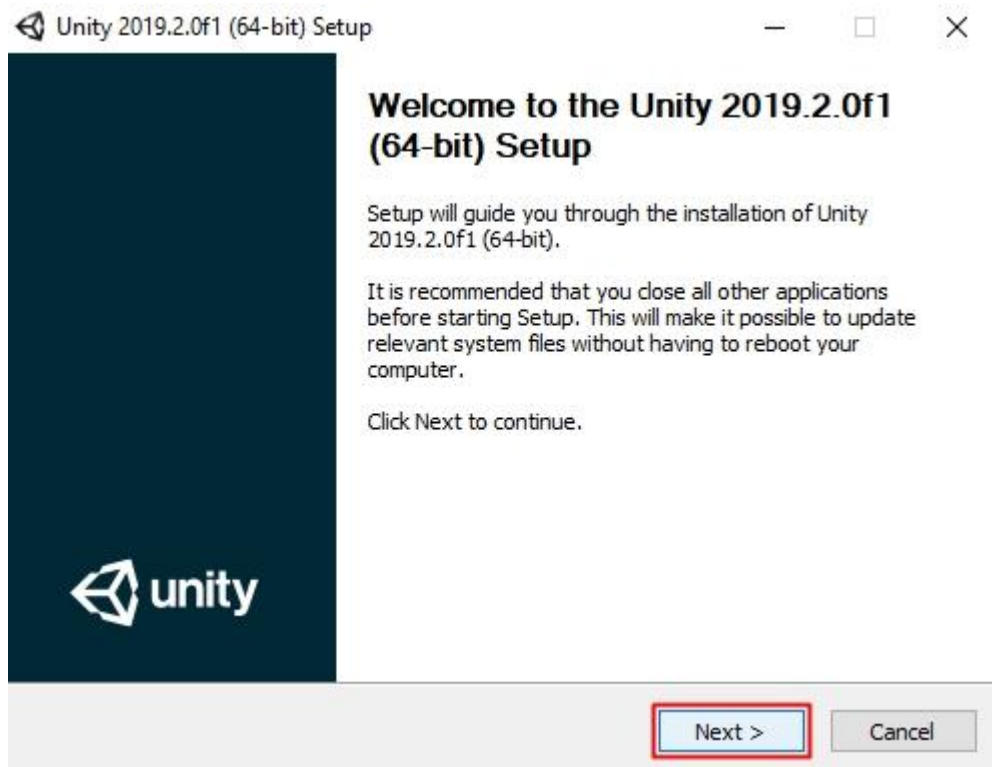 Unity 2019.2.0f1 (64-bit) Setup
Welcome to the Unity 2019.2.0f1
(64-bit) Setup
Setup will guide you through the installation of Unity
2019.2.0f1 (64-bit).
It is recommended that you close all other applications
before starting Setup. This will make it possible to update
relevant system files without having to reboot your
computer.
Click Next to continue.
unity
Next >
Cancel